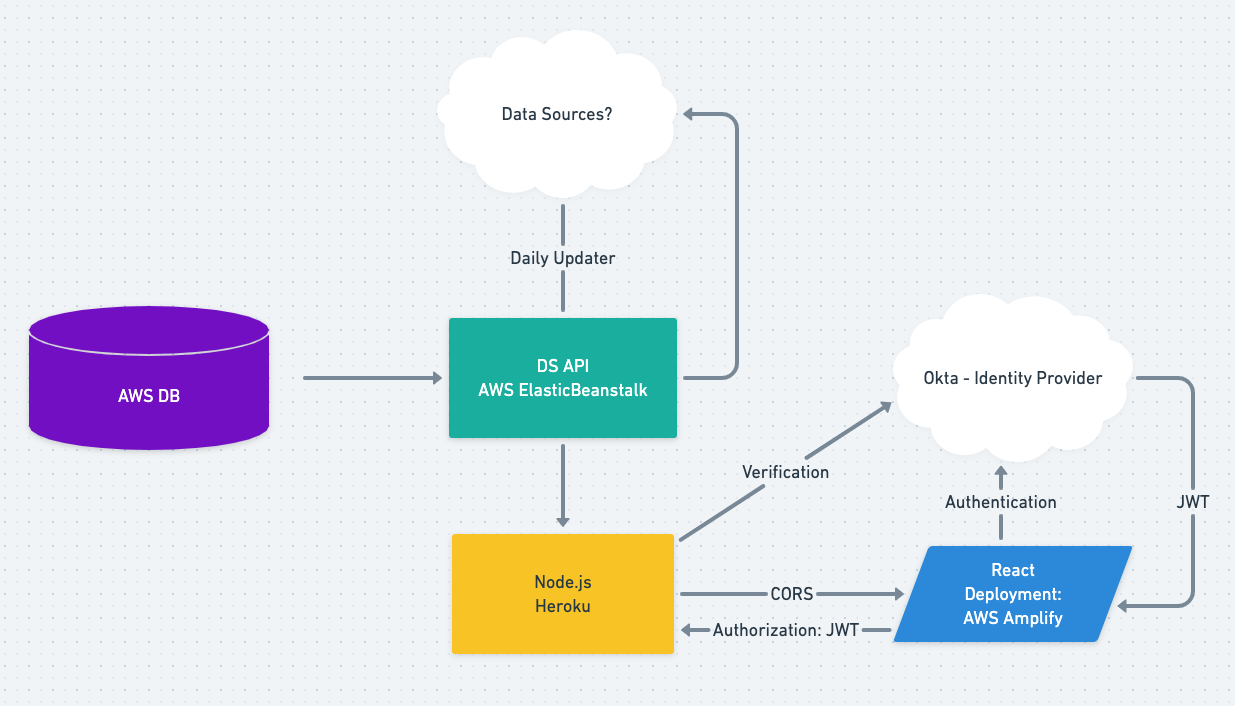 Data Sources?
Daily Updater
DS API
AWS ElasticBeanstalk
AWS DB
Okta - Identity Provider
Verification
Authentication
JWT
Node.js
Heroku
CORS
Authorization: JWT
React
Deployment:
AWS Amplify